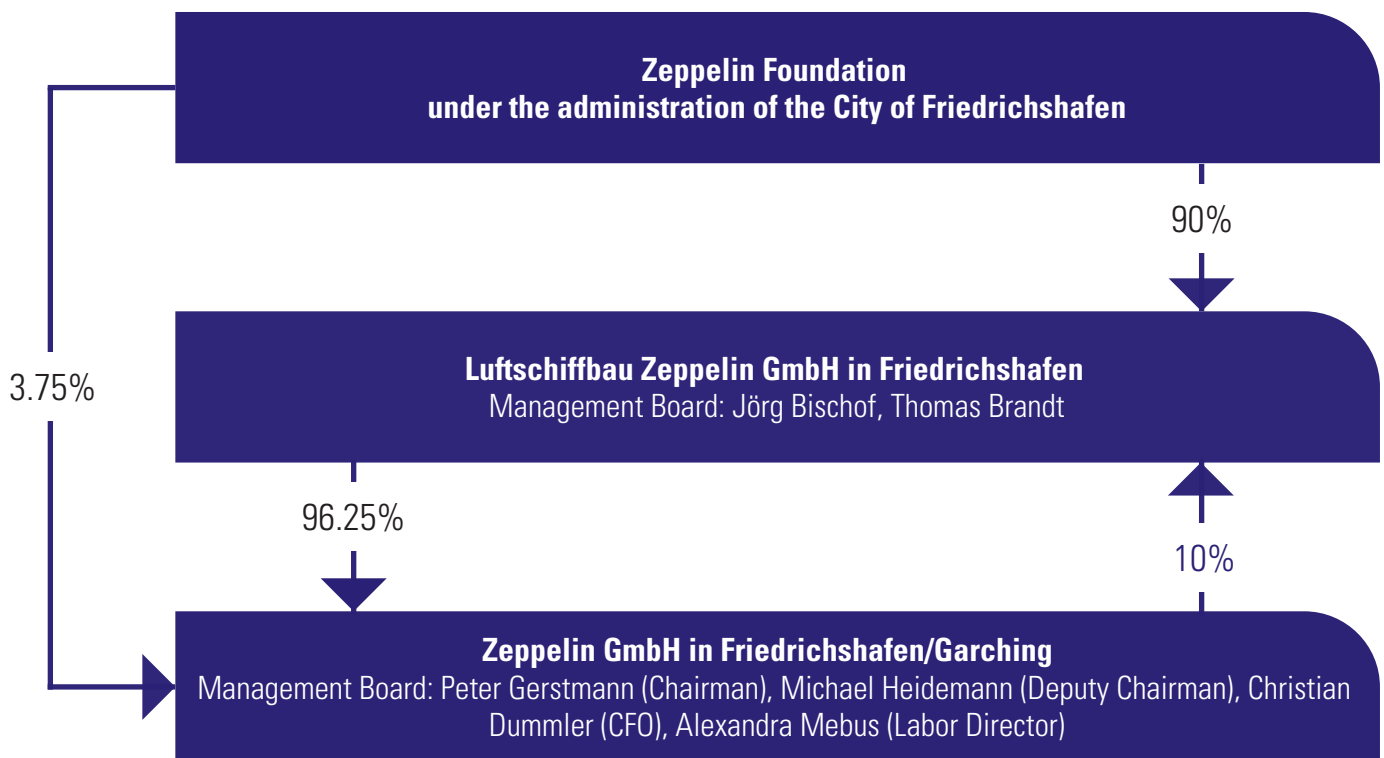 Zeppelin Foundation
under the administration of the City of Friedrichshafen
90%
Luftschiffbau Zeppelin GmbH in Friedrichshafen
Management Board: Jörg Bischof, Thomas Brandt
3.75%
96.25%
10%
Zeppelin GmbH in Friedrichshafen/Garching
Management Board: Peter Gerstmann (Chairman), Michael Heidemann (Deputy Chairman), Christian
Dummler (CFO), Alexandra Mebus (Labor Director)